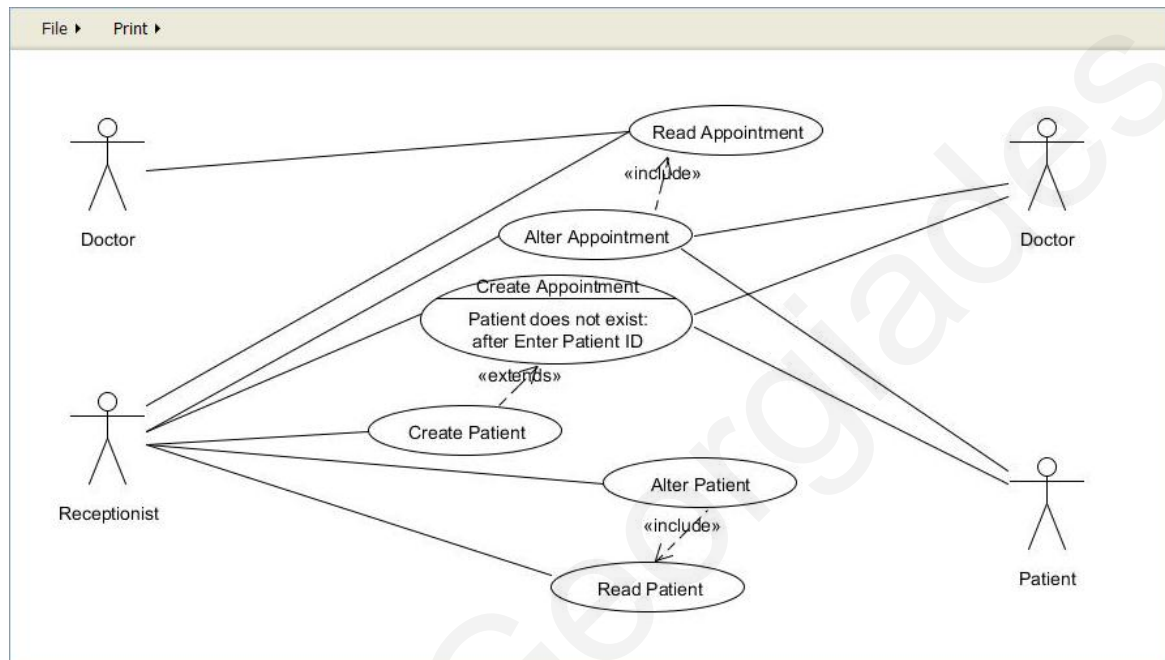 File Print
Read Appointment
«include»
Doctor
Alter Appointment
Doctor
Create Appointment
Patient does not exist:
after Enter Patient ID
«extends»
Create Patient
Alter Patient
Receptionist
«include»
Read Patient
Patient
Georgiades